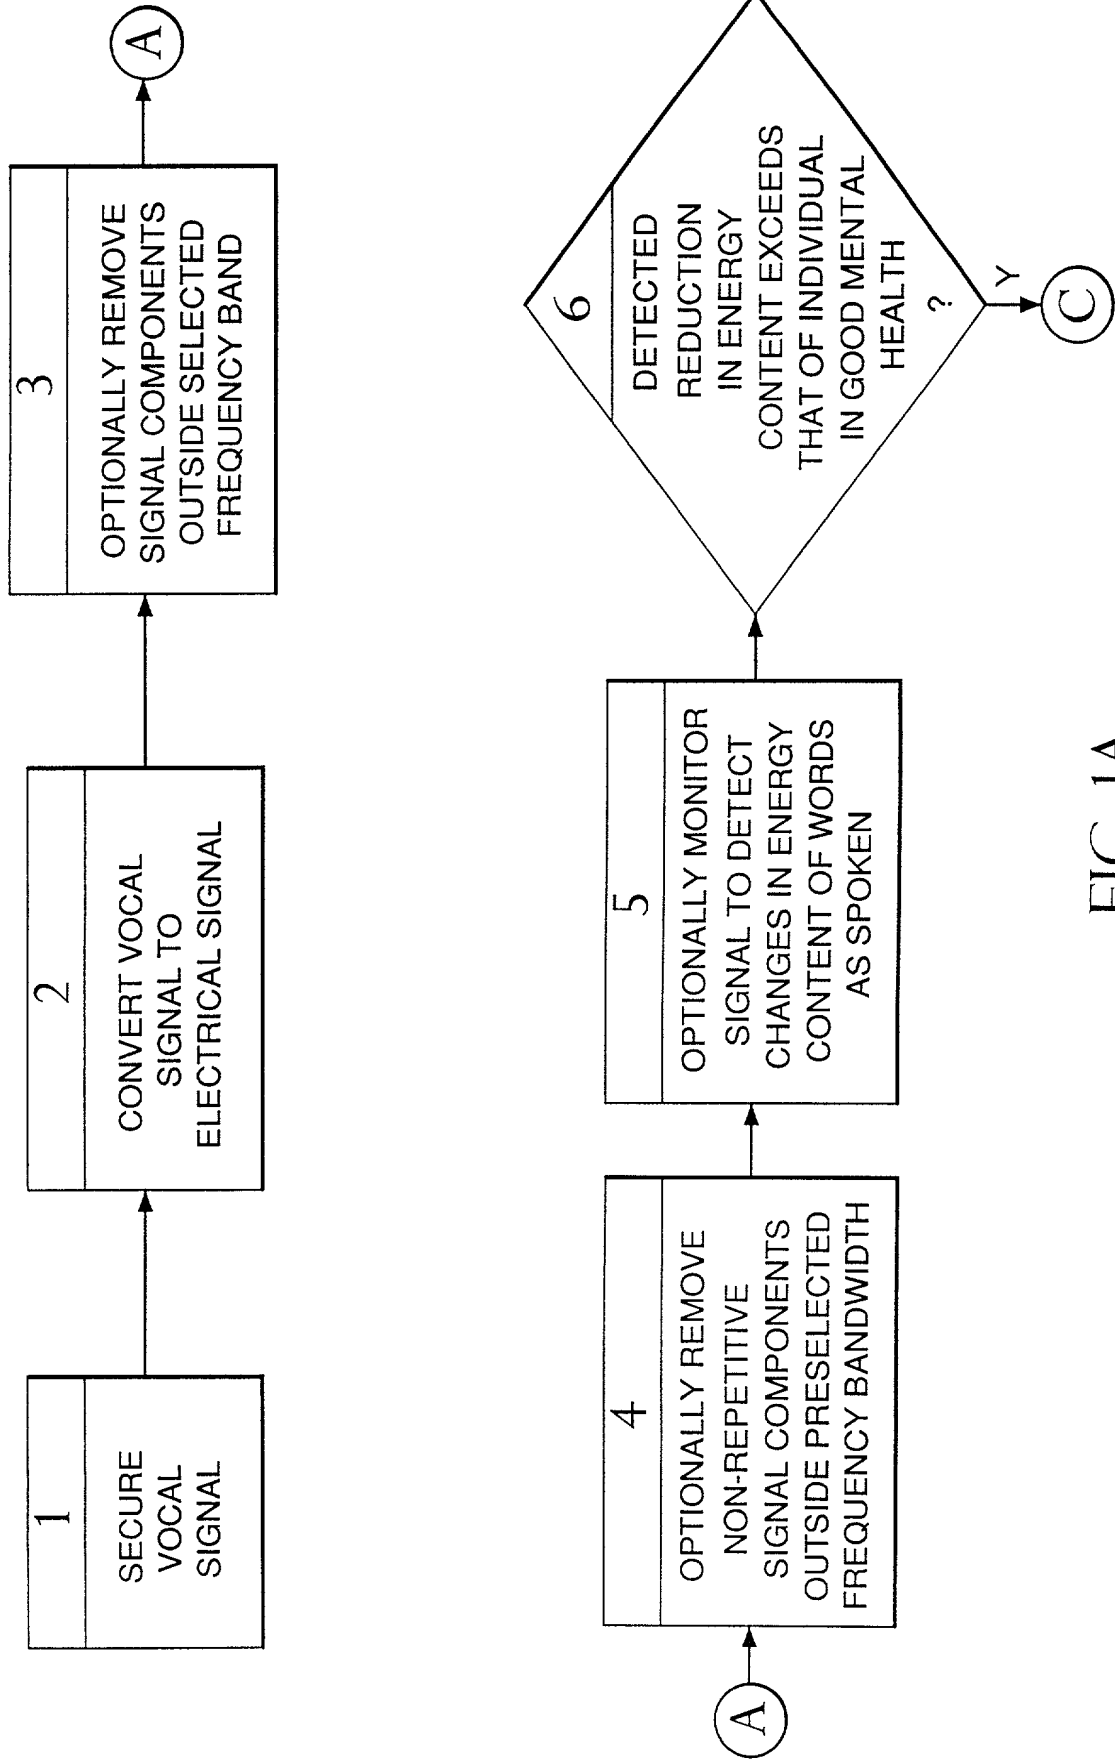 1
SECURE
VOCAL
SIGNAL
2
CONVERT VOCAL
SIGNAL TO
ELECTRICAL SIGNAL
3
OPTIONALLY REMOVE
SIGNAL COMPONENTS
OUTSIDE SELECTED
FREQUENCY BAND
A
A
4
OPTIONALLY REMOVE
NON-REPETITIVE
SIGNAL COMPONENTS
OUTSIDE PRESELECTED
FREQUENCY BANDWIDTH
5
OPTIONALLY MONITOR
SIGNAL TO DETECT
CHANGES IN ENERGY
CONTENT OF WORDS
AS SPOKEN
6
DETECTED
REDUCTION
IN ENERGY
CONTENT EXCEEDS
THAT OF INDIVIDUAL
IN GOOD MENTAL
HEALTH
?
Y
C
FIG. 1A